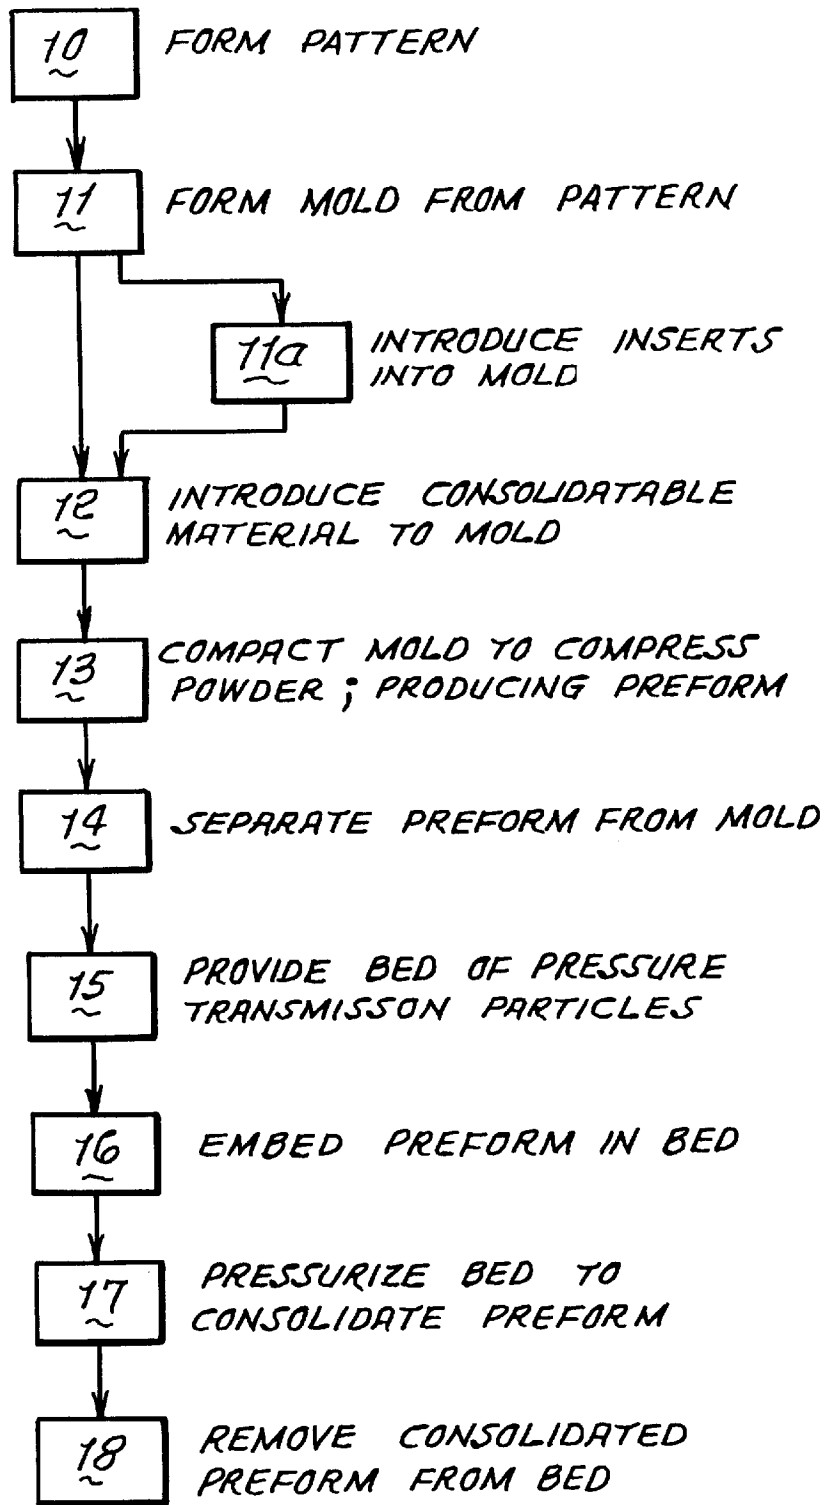 10 FORM PATTERN
11 FORM MOLD FROM PATTERN
11a INTRODUCE INSERTS
INTO MOLD
12 INTRODUCE CONSOLIDATABLE
MATERIAL TO MOLD
13 COMPACT MOLD TO COMPRESS
POWDER; PRODUCING PREFORM
14 SEPARATE PREFORM FROM MOLD
15 PROVIDE BED OF PRESSURE
TRANSMISSON PARTICLES
16 EMBED PREFORM IN BED
17 PRESSURIZE BED TO
CONSOLIDATE PREFORM
18 REMOVE CONSOLIDATED
PREFORM FROM BED